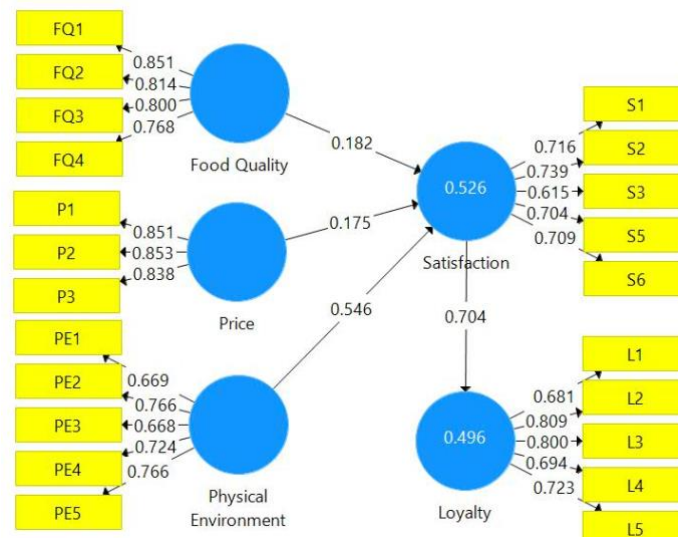 FQ1
FQ2
FQ3
FQ4
0.851
0.814
0.800
0.768
Food Quality
0.182
P1
P2
P3
0.851
0.853
0.838
Price
0.175
PE1
PE2
PE3
PE4
PE5
0.669
0.766
0.668
0.724
0.766
Physical
Environment
0.546
0.526
Satisfaction
0.716
0.739
0.615
0.704
0.709
S1
S2
S3
S5
S6
0.704
0.496
Loyalty
0.681
0.809
0.800
0.694
0.723
L1
L2
L3
L4
L5